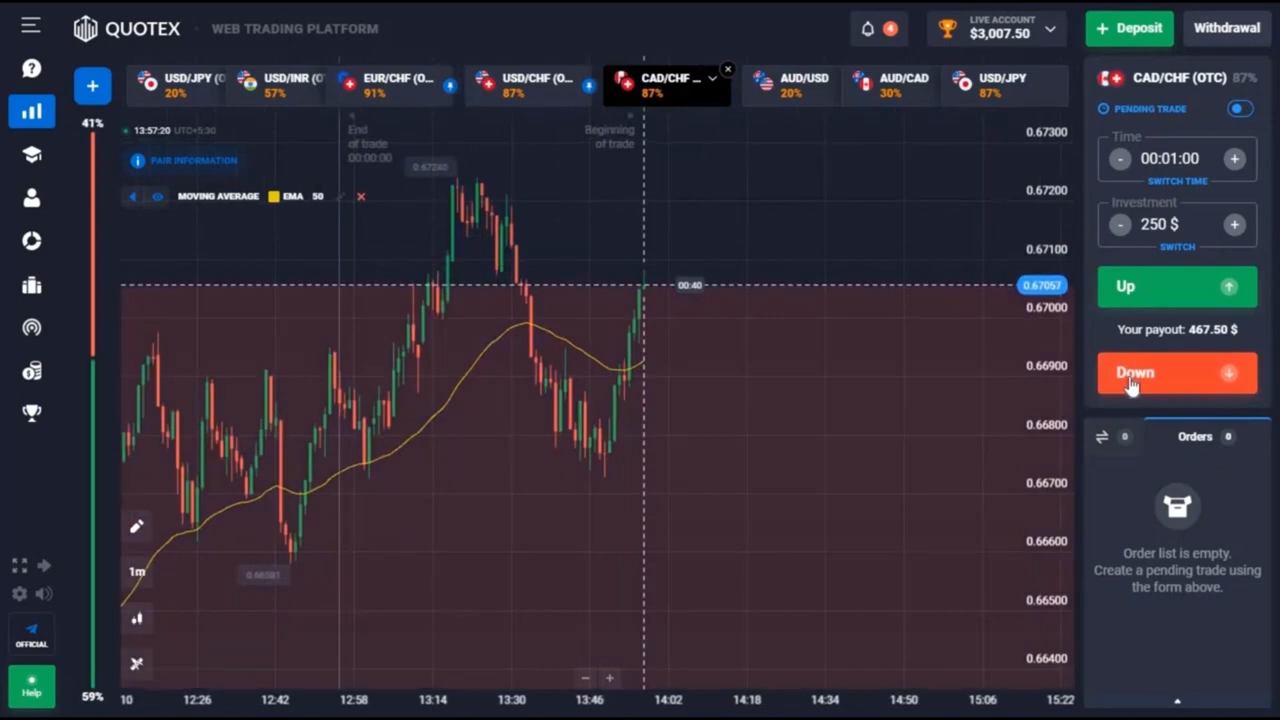 QUOTEX
WEB TRADING PLATFORM
4
LIVE ACCOUNT
$3,007.50
+ Deposit
Withdrawal
USD/JPY (O
20%
USD/INR (O
57%
EUR/CHF (O...
91%
USD/CHF (O...
87%
CAD/CHF ...
87%
AUD/USD
20%
AUD/CAD
30%
USD/JPY
87%
41%
13:57:20 UTC+5:30
PAIR INFORMATION
MOVING AVERAGE EMA 50
End
of trade
00:00:00
Beginning
of trade
0.67240
0.66581
00:40
0.67300
0.67200
0.67100
0.67057
0.67000
0.66900
0.66800
0.66700
0.66600
0.66500
0.66400
1m
59%
10 12:26 12:42 12:58 13:14 13:30 13:46 14:02 14:18 14:34 14:50 15:06 15:22
OFFICIAL
Help
CAD/CHF (OTC) 87%
PENDING TRADE
Time
- 00:01:00 +
SWITCH TIME
Investment
- 250 $ +
SWITCH
Up
Your payout: 467.50 $
Down
0
Orders 0
Order list is empty.
Create a pending trade using
the form above.